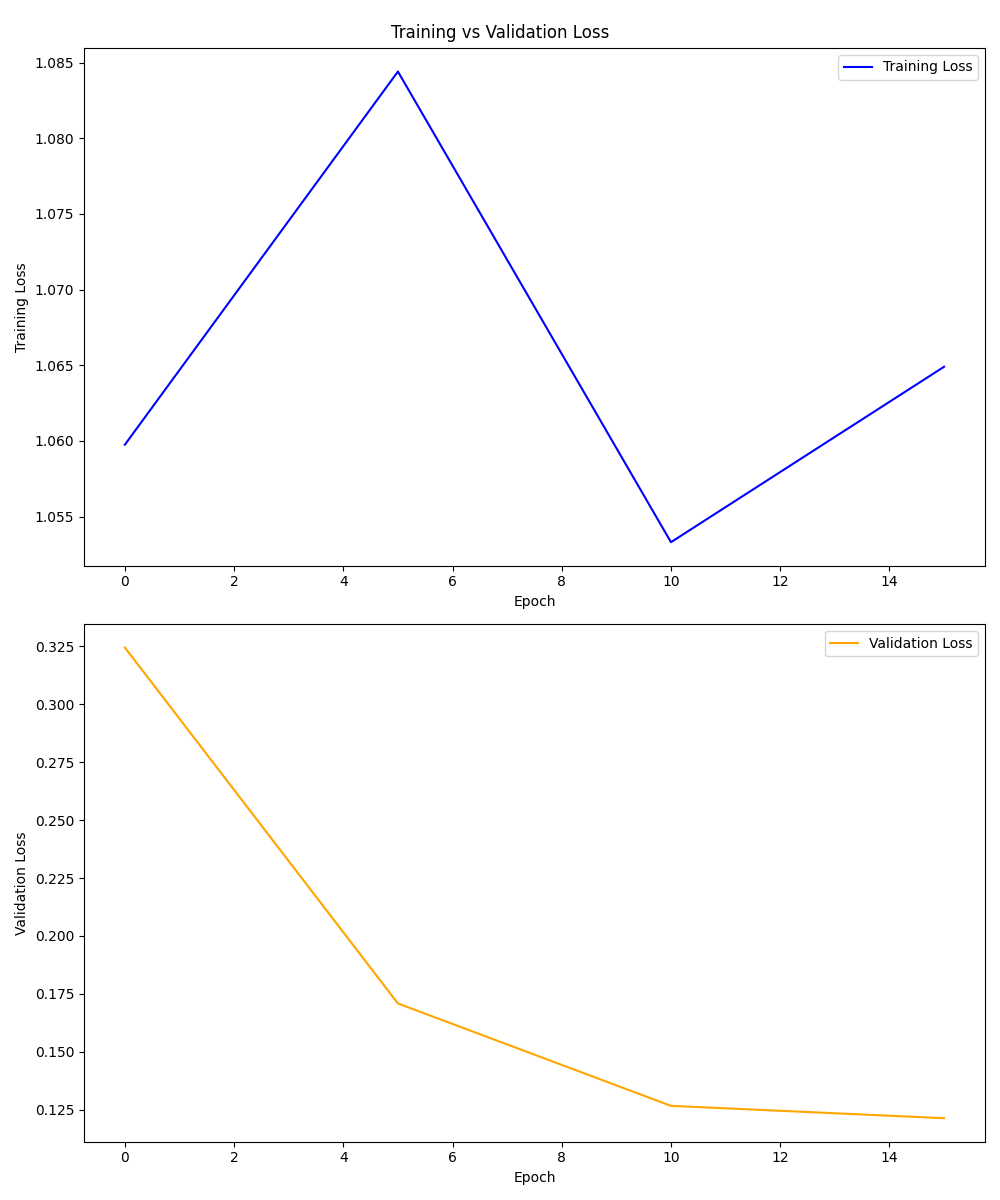 Training vs Validation Loss
Training Loss
1.085
1.080
1.075
1.070
1.065
1.060
1.055
Training Loss
0 2 4 6 8 10 12 14
Epoch
Validation Loss
0.325
0.300
0.275
0.250
0.225
0.200
0.175
0.150
0.125
Validation Loss
0 2 4 6 8 10 12 14
Epoch